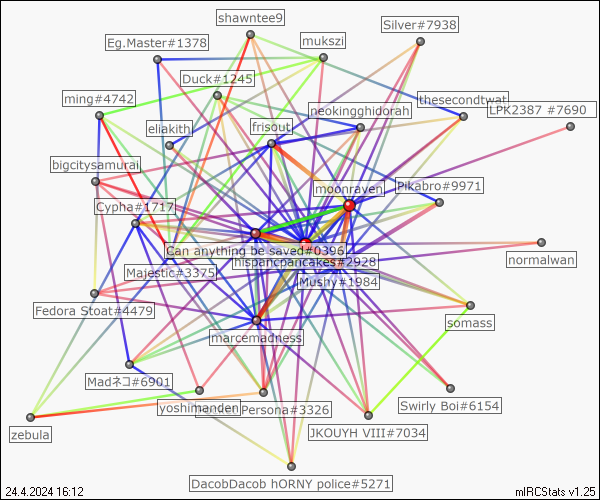 shawntee9
Silver#7938
Eg.Master#1378
mukszi
Duck#1245
ming#4742
thesecondtwat
LPK2387 #7690
neokingghidorah
eliakith
frisout
bigcitysamurai
moonraven
Pikabro#9971
Cypha#1717
Can anything be saved#0396
hispanicpancakes#2928
normalwan
Majestic#3375
Mushy#1984
Fedora Stoat#4479
somass
marcemadness
Madネコ#6901
yoshimanden
Persona#3326
Swirly Boi#6154
zebula
JKOUYH VIII#7034
DacobDacob hORNY police#5271
24.4.2024 16:12
mIRCStats v1.25